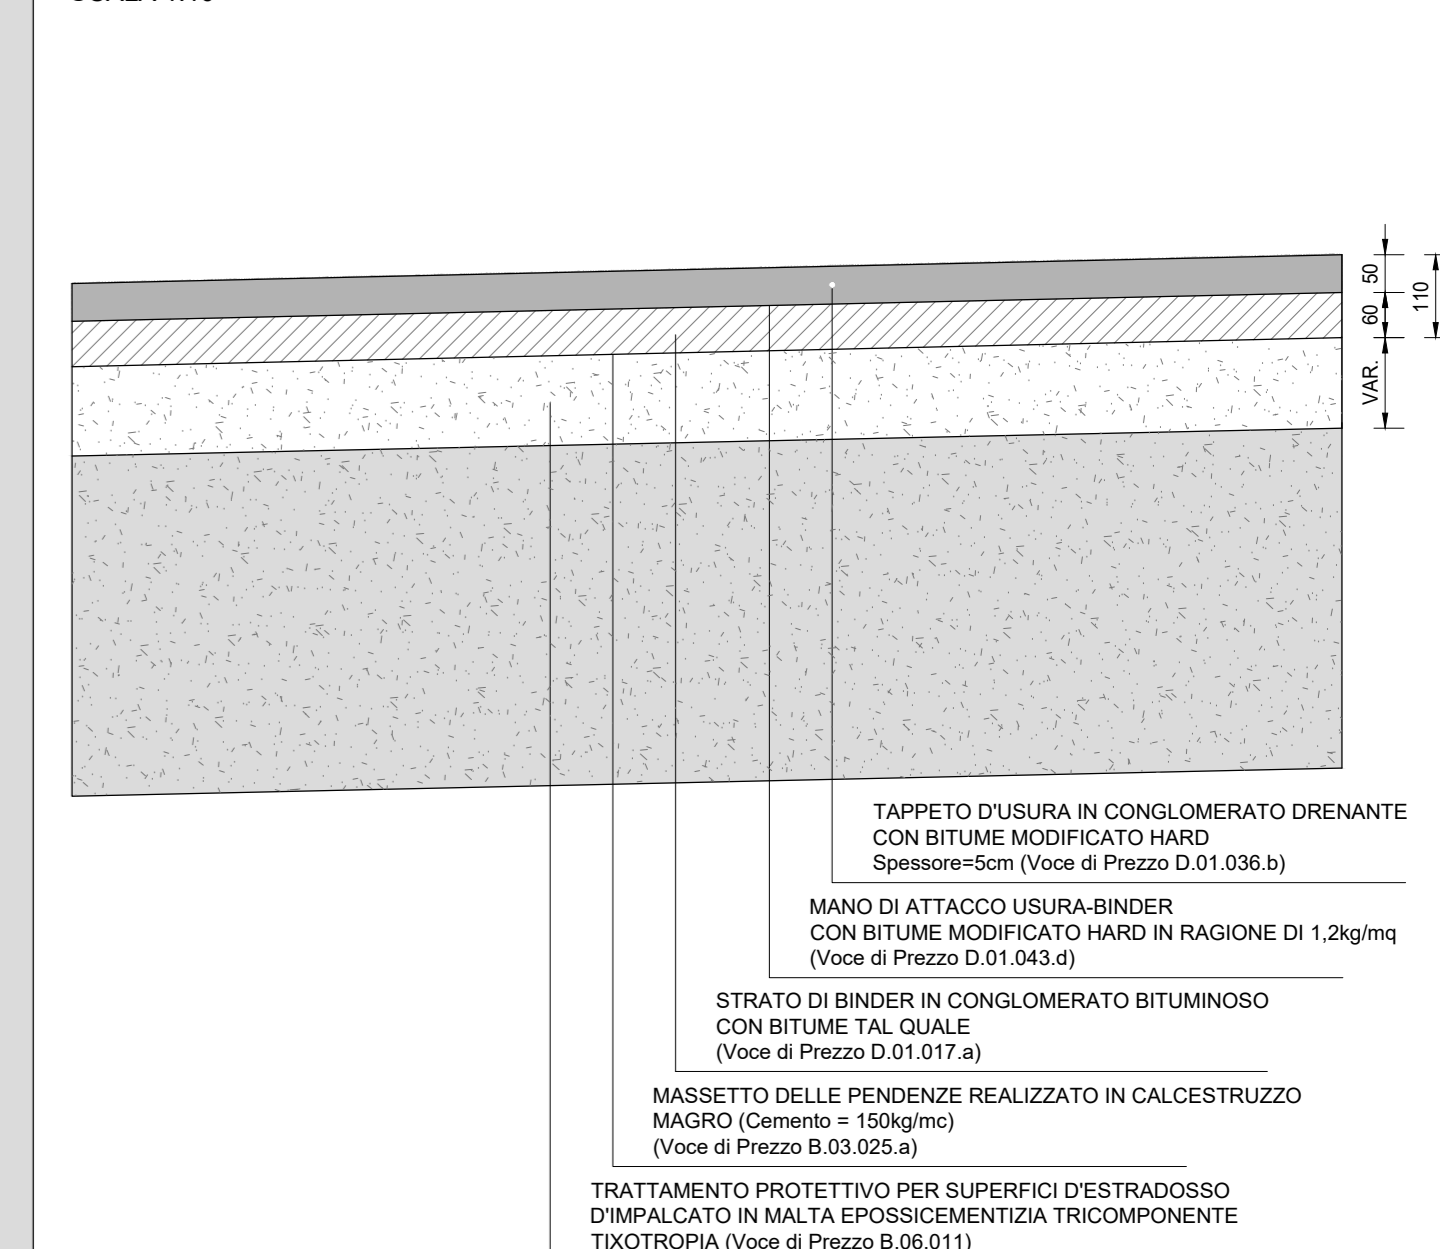 50
60
110
VAR.
TAPPETO D'USURA IN CONGLOMERATO DRENANTE
CON BITUME MODIFICATO HARD
Spessore=5cm (Voce di Prezzo D.01.036.b)
MANO DI ATTACCO USURA-BINDER
CON BITUME MODIFICATO HARD IN RAGIONE DI 1,2kg/mq
(Voce di Prezzo D.01.043.d)
STRATO DI BINDER IN CONGLOMERATO BITUMINOSO
CON BITUME TAL QUALE
(Voce di Prezzo D.01.017.a)
MASSETTO DELLE PENDENZE REALIZZATO IN CALCESTRUZZO
MAGRO (Cemento = 150kg/mc)
(Voce di Prezzo B.03.025.a)
TRATTAMENTO PROTETTIVO PER SUPERFICI D'ESTRADOSSO
D'IMPALCATO IN MALTA EPOSSICEMENTIZIA TRICOMPONENTE
TIXOTROPIA (Voce di Prezzo B.06.011)